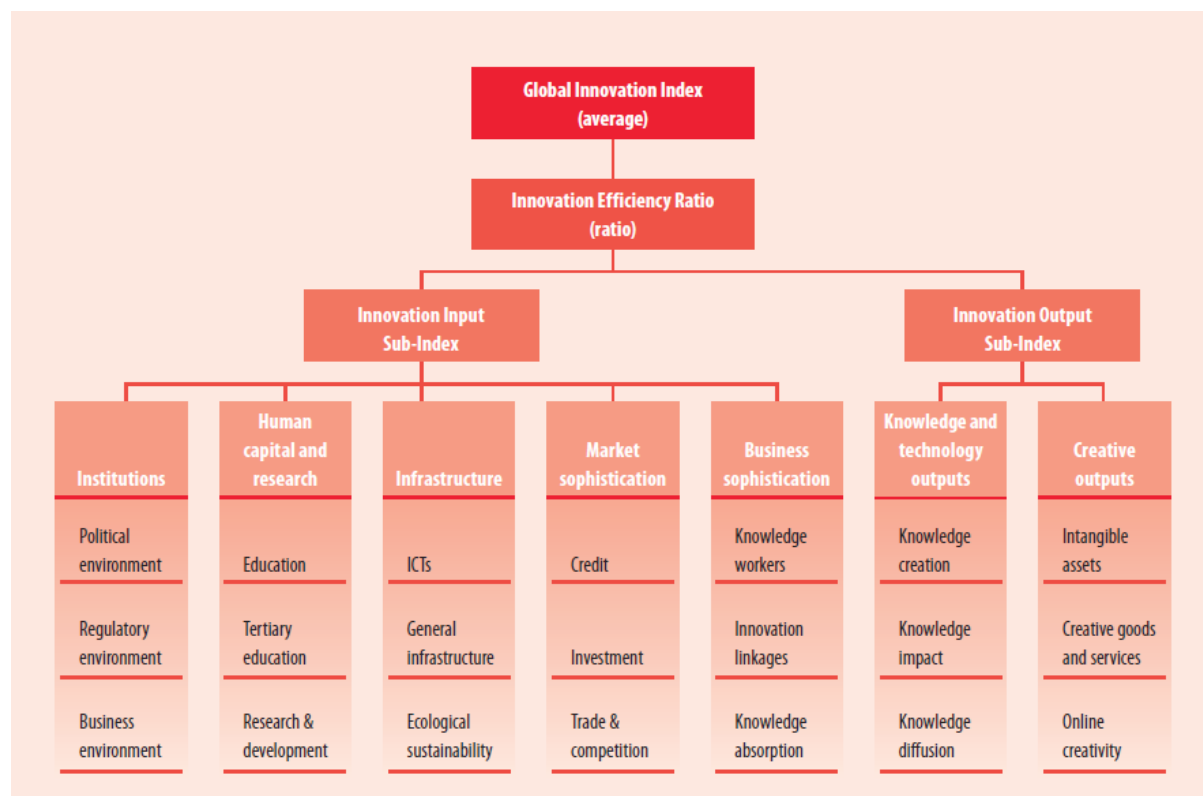 Global Innovation Index
(average)
Innovation Efficiency Ratio
(ratio)
Innovation Input
Sub-Index
Innovation Output
Sub-Index
Institutions
Human
capital and
research
Infrastructure
Market
sophistication
Business
sophistication
Knowledge and
technology
outputs
Creative
outputs
Political
environment
Education
ICTs
Credit
Knowledge
workers
Knowledge
creation
Intangible
assets
Regulatory
environment
Tertiary
education
General
infrastructure
Investment
Innovation
linkages
Knowledge
impact
Creative goods
and services
Business
environment
Research &
development
Ecological
sustainability
Trade &
competition
Knowledge
absorption
Knowledge
diffusion
Online
creativity